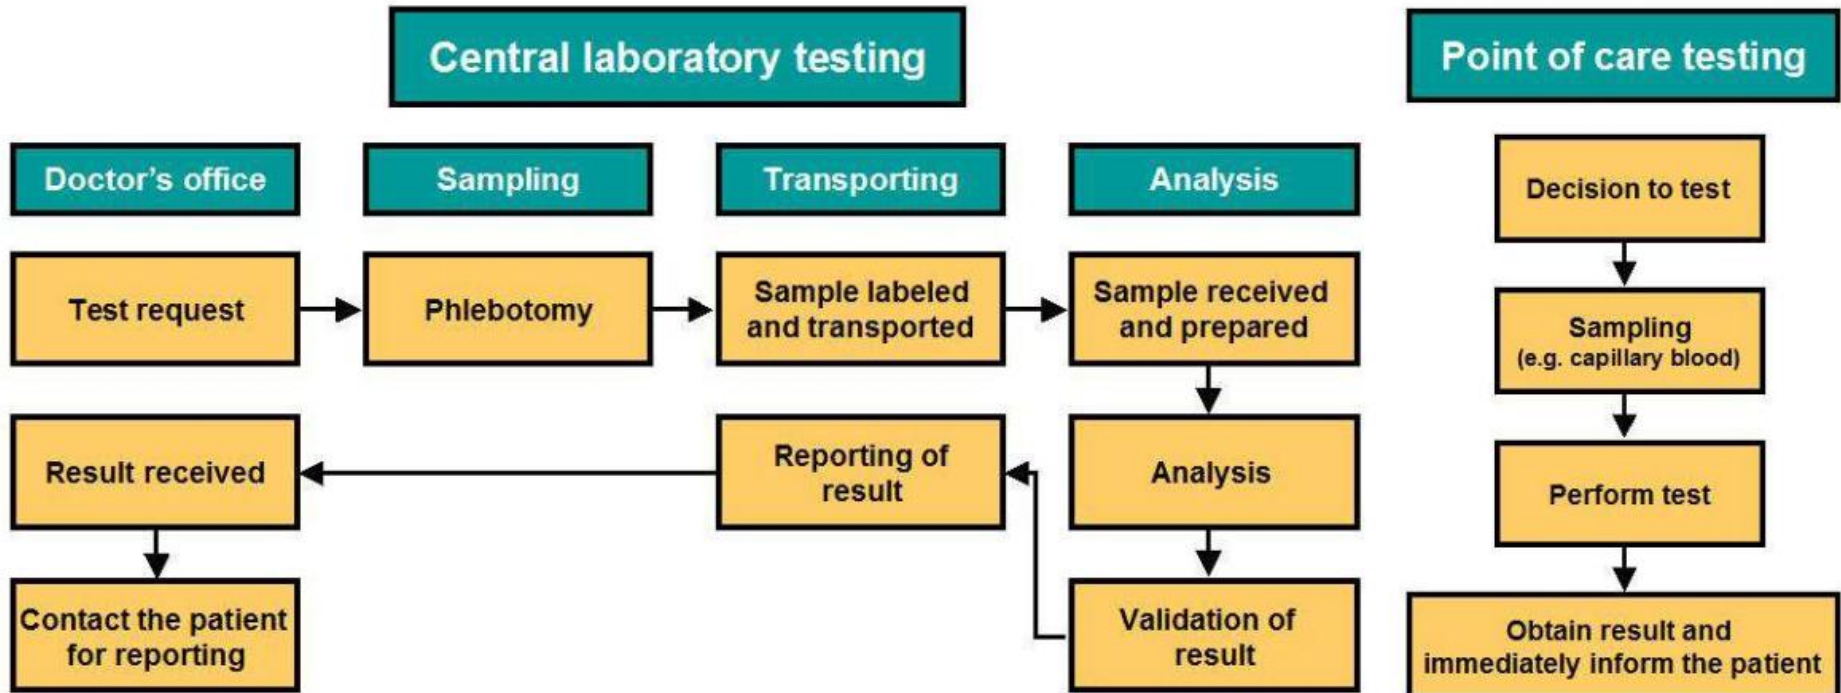 Central laboratory testing
Point of care testing
Doctor's office
Sampling
Transporting
Analysis
Test request
Phlebotomy
Sample labeled
and transported
Sample received
and prepared
Result received
Reporting of
result
Analysis
Contact the patient
for reporting
Validation of
result
Decision to test
Sampling
(e.g. capillary blood)
Perform test
Obtain result and
immediately inform the patient